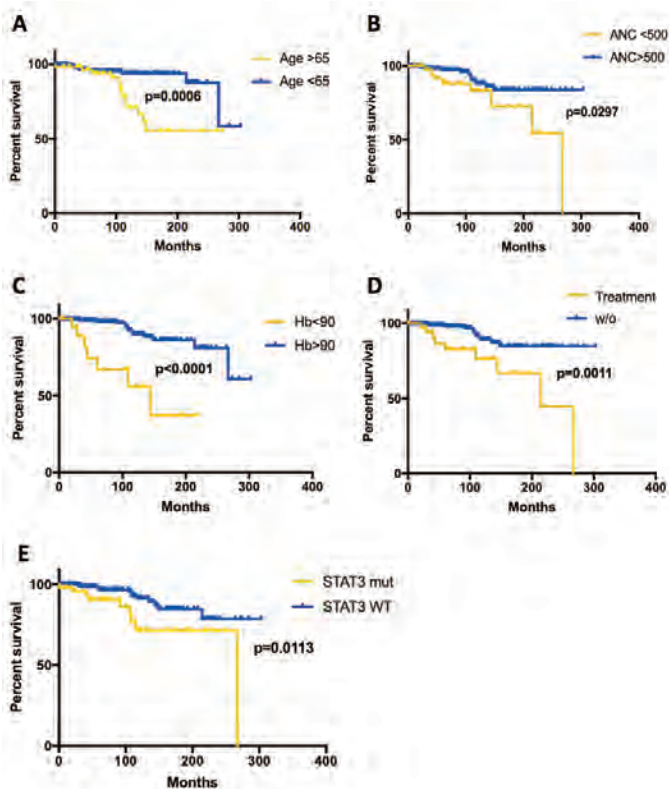 A
Age >65
Age <65
p=0.0006
Percent survival
100
50
0
0 100 200 300 400
Months
B
ANC <500
ANC>500
p=0.0297
Percent survival
100
50
0
0 100 200 300 400
Months
C
Hb<90
Hb>90
p<0.0001
Percent survival
100
50
0
0 100 200 300 400
Months
D
Treatment
w/o
p=0.0011
Percent survival
100
50
0
0 100 200 300 400
Months
E
STAT3 mut
STAT3 WT
p=0.0113
Percent survival
100
50
0
0 100 200 300 400
Months